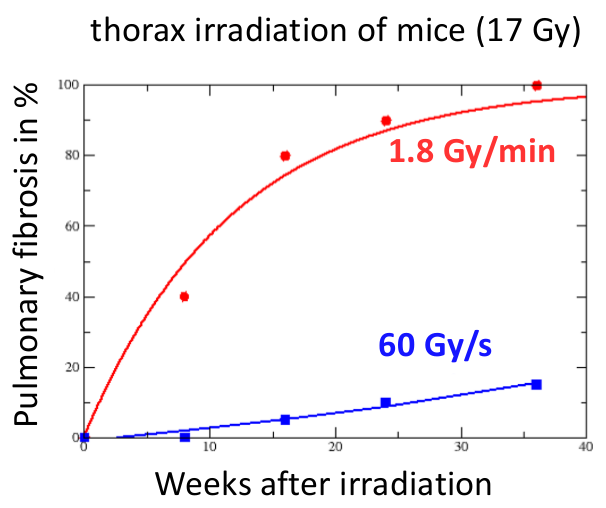 thorax irradiation of mice (17 Gy)
Pulmonary fibrosis in %
100
80
60
40
20
0
1.8 Gy/min
60 Gy/s
0 10 20 30 40
Weeks after irradiation